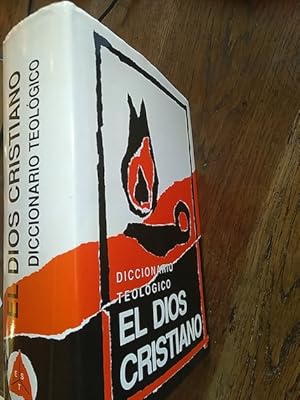 EL DIOS CRISTIANO
DICCIONARIO TEOLÓGICO
E S
T
DICCIONARIO
TEOLÓGICO
EL DIOS
CRISTIANO